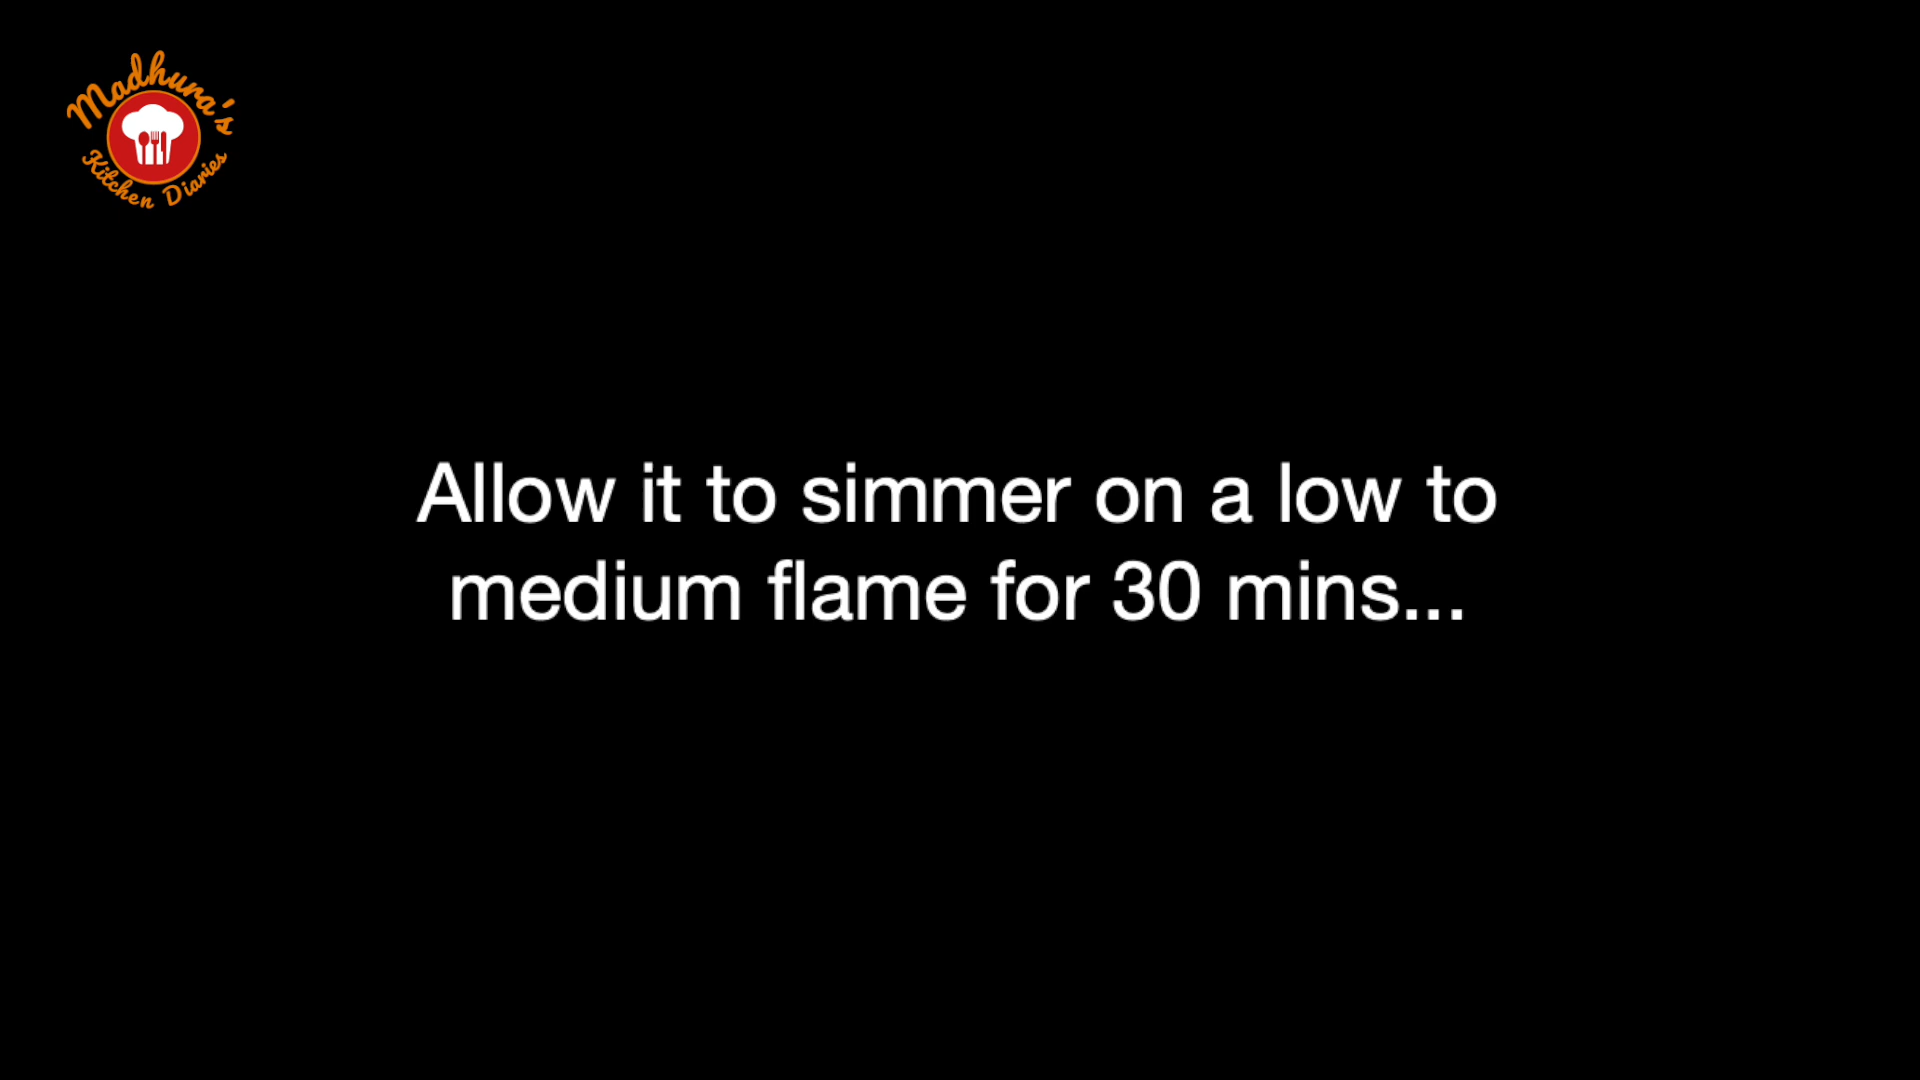 Madhura's
Kitchen Diaries
Allow it to simmer on a low to
medium flame for 30 mins...